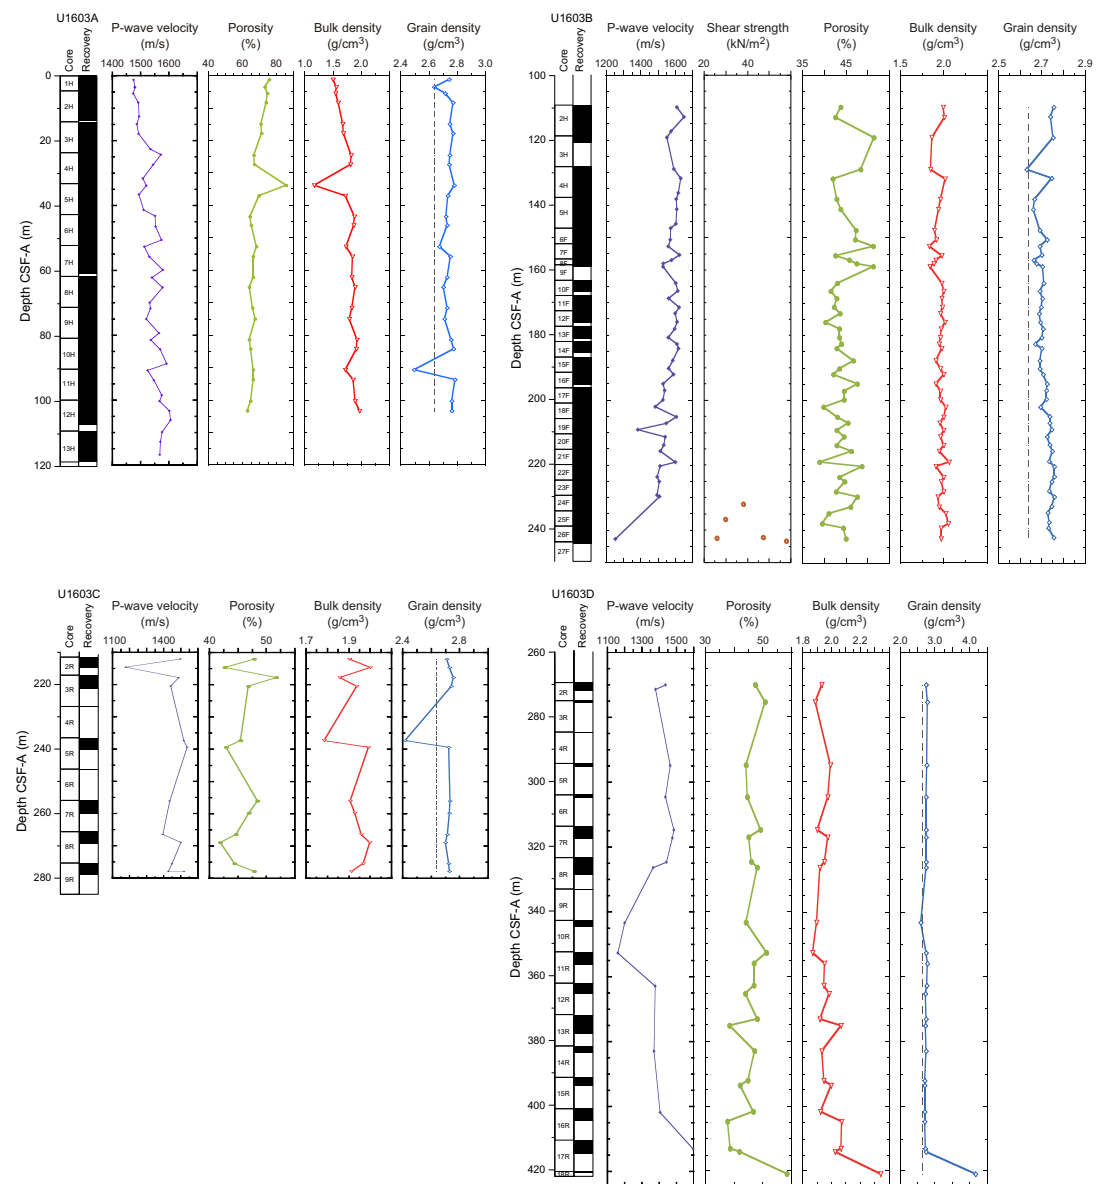 U1603A
Core
Recovery
P-wave velocity
(m/s)
Porosity
(%)
Bulk density
(g/cm3)
Grain density
(g/cm3)
1400 1500 1600
40 60 80
1.0 1.5 2.0
2.4 2.6 2.8 3.0
Depth CSF-A (m)
0
20
40
60
80
100
120
1H
2H
3H
4H
5H
6H
7H
8H
9H
10H
11H
12H
13H
U1603B
Core
Recovery
P-wave velocity
(m/s)
Shear strength
(kN/m2)
Porosity
(%)
Bulk density
(g/cm3)
Grain density
(g/cm3)
1200 1400 1600
20 40 60
35 45 55
1.5 2.0 2.5
2.5 2.7 2.9
Depth CSF-A (m)
100
120
140
160
180
200
220
240
2H
3H
4H
5H
6F
7F
8F
9F
10F
11F
12F
13F
14F
15F
16F
17F
18F
19F
20F
21F
22F
23F
24F
25F
26F
27F
U1603C
Core
Recovery
P-wave velocity
(m/s)
Porosity
(%)
Bulk density
(g/cm3)
Grain density
(g/cm3)
1100 1400
40 50
1.7 1.9 2.1
2.4 2.8
Depth CSF-A (m)
220
240
260
280
2R
3R
4R
5R
6R
7R
8R
9R
U1603D
Core
Recovery
P-wave velocity
(m/s)
Porosity
(%)
Bulk density
(g/cm3)
Grain density
(g/cm3)
1100 1300 1500
30 50
1.8 2.0 2.2
2.0 3.0 4.0
Depth CSF-A (m)
260
280
300
320
340
360
380
400
420
2R
3R
4R
5R
6R
7R
8R
9R
10R
11R
12R
13R
14R
15R
16R
17R
18R